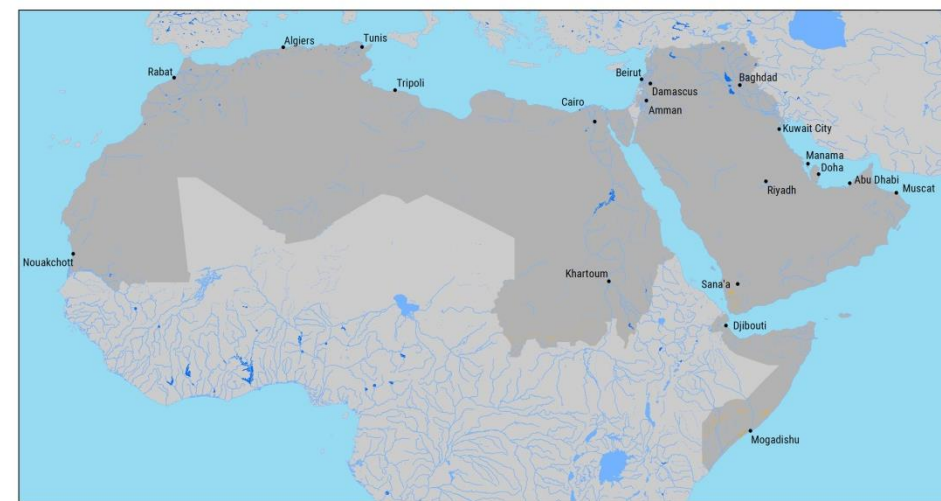 Algiers
Tunis
Rabat
Tripoli
Beirut
Damascus
Baghdad
Amman
Cairo
Kuwait City
Manama
Doha
Abu Dhabi
Riyadh
Muscat
Nouakchott
Khartoum
Sana'a
Djibouti
Mogadishu